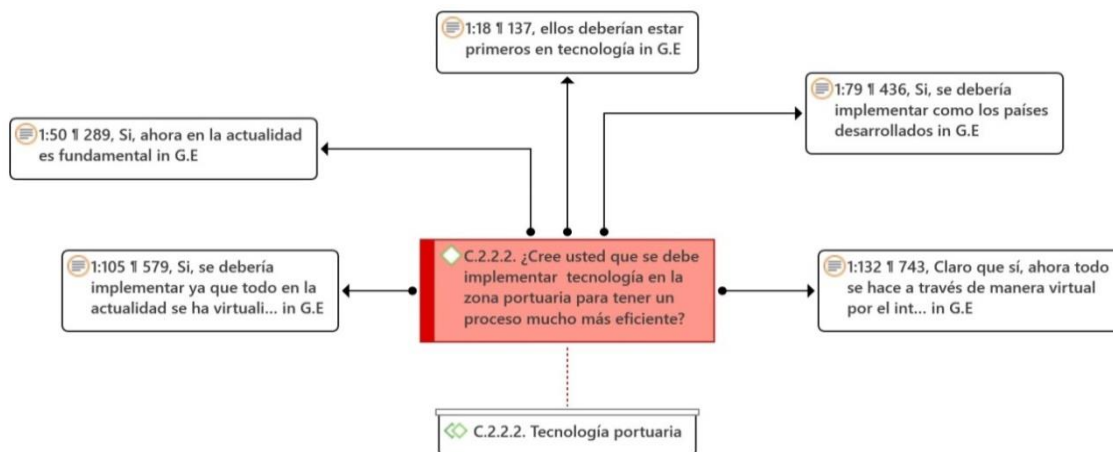 1:18 ¶ 137, ellos deberían estar
primeros en tecnología in G.E
1:79 ¶ 436, Si, se debería
implementar como los países
desarrollados in G.E
1:50 ¶ 289, Si, ahora en la actualidad
es fundamental in G.E
C.2.2.2. ¿Cree usted que se debe
implementar tecnología en la
zona portuaria para tener un
proceso mucho más eficiente?
1:105 ¶ 579, Si, se debería
implementar ya que todo en la
actualidad se ha virtuali... in G.E
1:132 ¶ 743, Claro que sí, ahora todo
se hace a través de manera virtual
por el int... in G.E
C.2.2.2. Tecnología portuaria